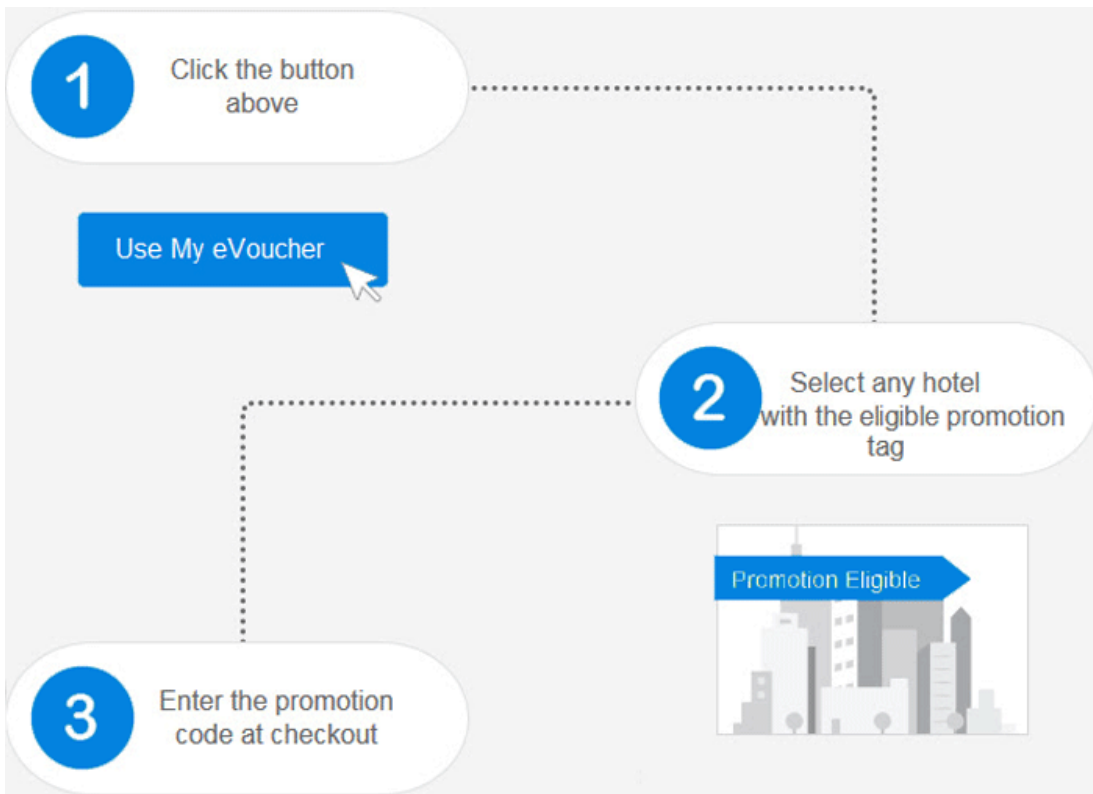 1
Click the button
above
Use My eVoucher
2
Select any hotel
with the eligible promotion
tag
Promotion Eligible
3
Enter the promotion
code at checkout